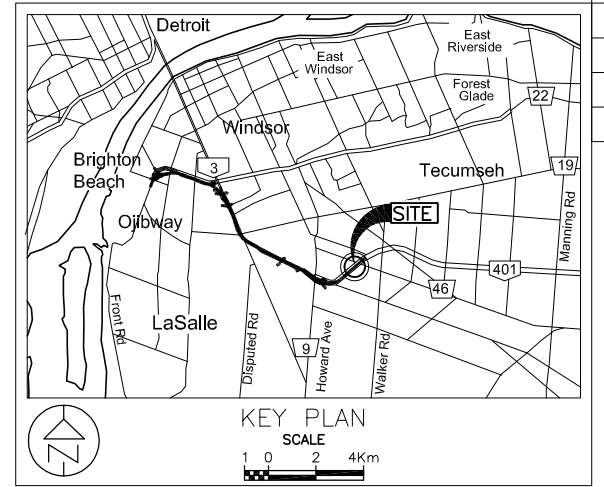 Detroit
East
Riverside
East
Windsor
Forest
Glade
22
Windsor
3
Brighton
Beach
Tecumseh
19
SITE
Ojibway
Manning Rd
401
46
Front Rd
LaSalle
Disputed Rd
9
Howard Ave
Walker Rd
N
KEY PLAN
SCALE
1 0 2 4Km